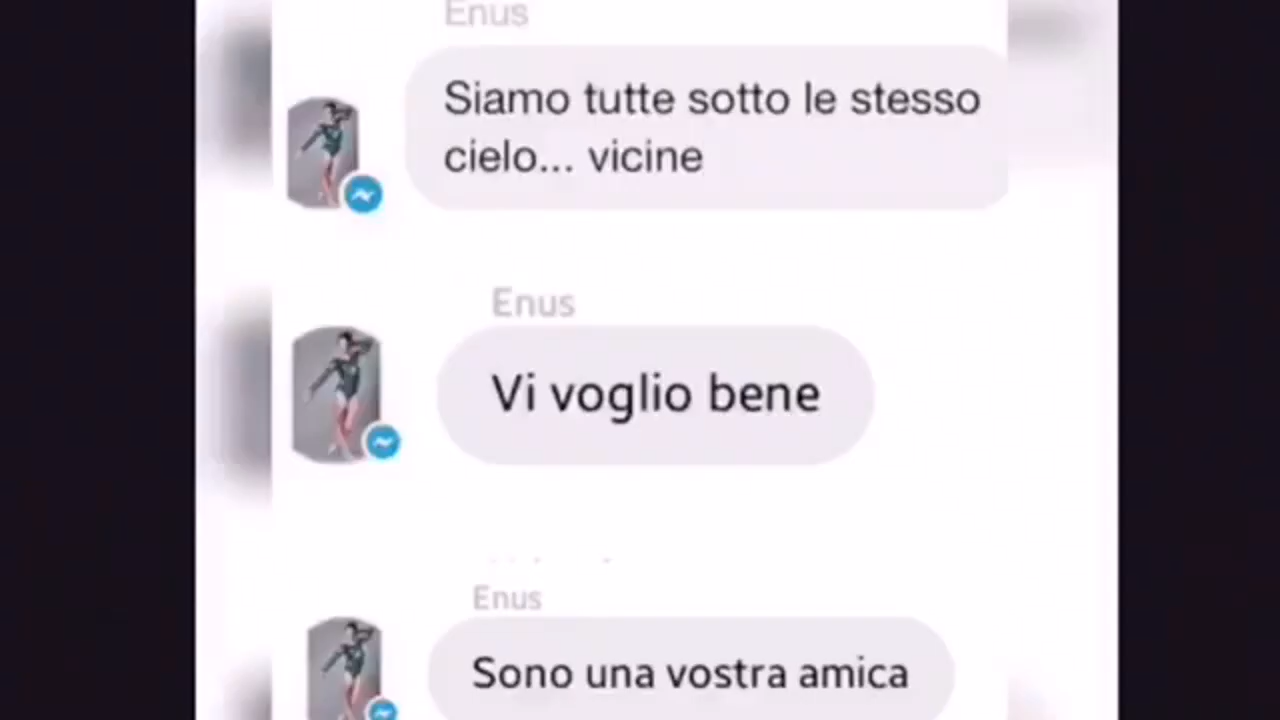 Enus
Siamo tutte sotto le stesso
cielo... vicine
Enus
Vi voglio bene
Enus
Sono una vostra amica